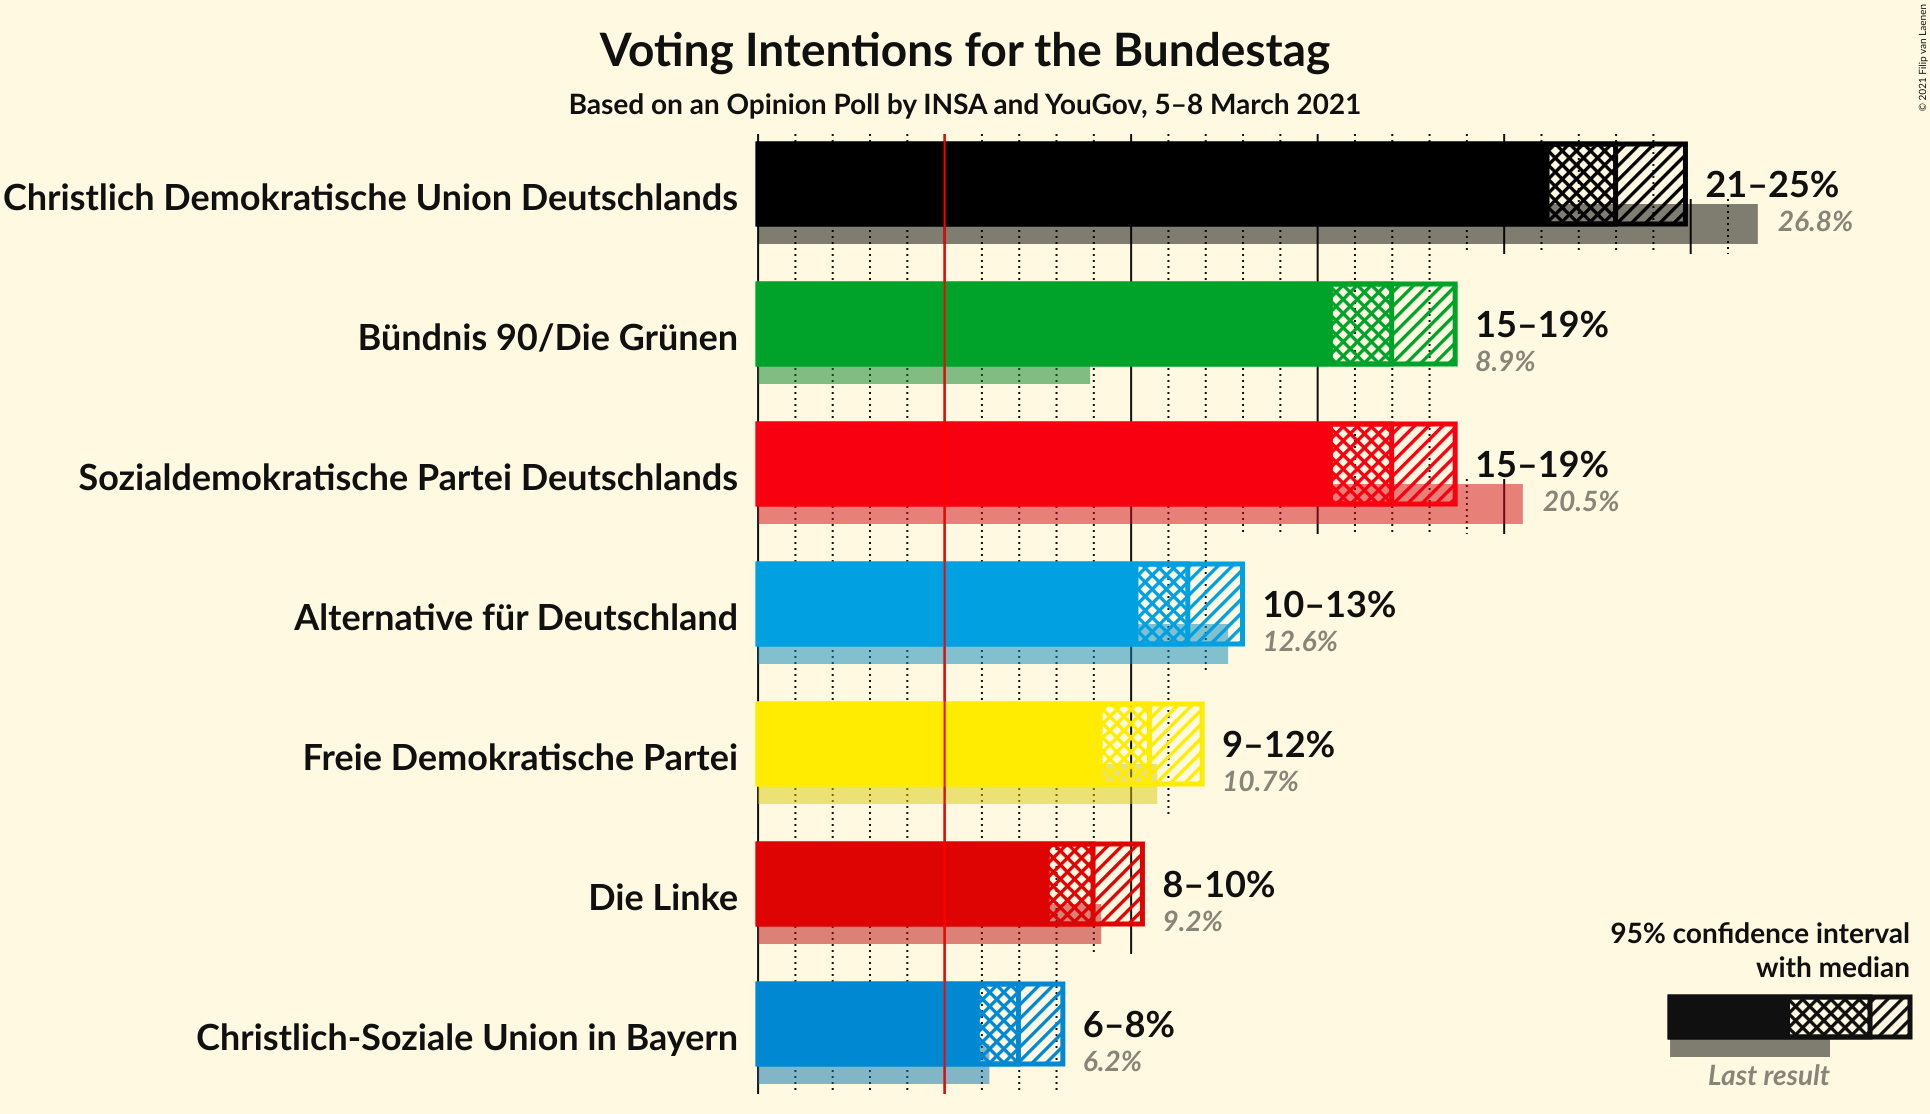 Voting Intentions for the Bundestag
Based on an Opinion Poll by INSA and YouGov, 5–8 March 2021
© 2021 Filip van Laenen
Christlich Demokratische Union Deutschlands
21–25%
26.8%
Bündnis 90/Die Grünen
15–19%
8.9%
Sozialdemokratische Partei Deutschlands
15–19%
20.5%
Alternative für Deutschland
10–13%
12.6%
Freie Demokratische Partei
9–12%
10.7%
Die Linke
8–10%
9.2%
Christlich-Soziale Union in Bayern
6–8%
6.2%
95% confidence interval
with median
Last result